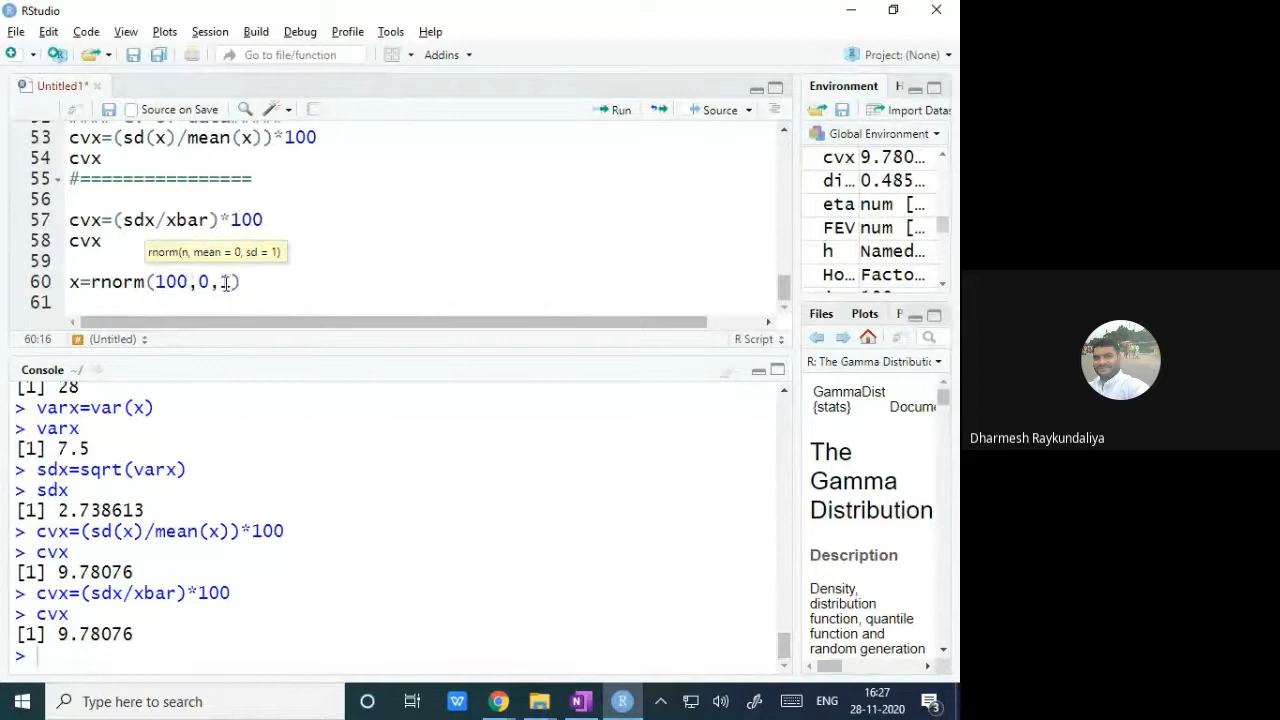 RStudio
File Edit Code View Plots Session Build Debug Profile Tools Help
Go to file/function Addins Project: (None)
Untitled1*
Source on Save Run Source
53 cvx=(sd(x)/mean(x))*100
54 cvx
55 #================
56
57 cvx=(sdx/xbar)*100
58 cvx
rnorm(n, mean = 0, sd = 1)
59
60 x=rnorm(100,0,1)
61
60:16 (Untitled) R Script
Console ~/
[1] 28
> varx=var(x)
> varx
[1] 7.5
> sdx=sqrt(varx)
> sdx
[1] 2.738613
> cvx=(sd(x)/mean(x))*100
> cvx
[1] 9.78076
> cvx=(sdx/xbar)*100
> cvx
[1] 9.78076
>
Environment H
Import Datas
Global Environment
cvx 9.780…
di… 0.485…
eta num […
FEV num […
h Named…
Ho… Factor…
Files Plots P
R: The Gamma Distributic
GammaDist
{stats} Docume
The
Gamma
Distribution
Description
Density,
distribution
function, quantile
function and
random generation
Dharmesh Raykundaliya
Type here to search
ENG
16:27
28-11-2020
3